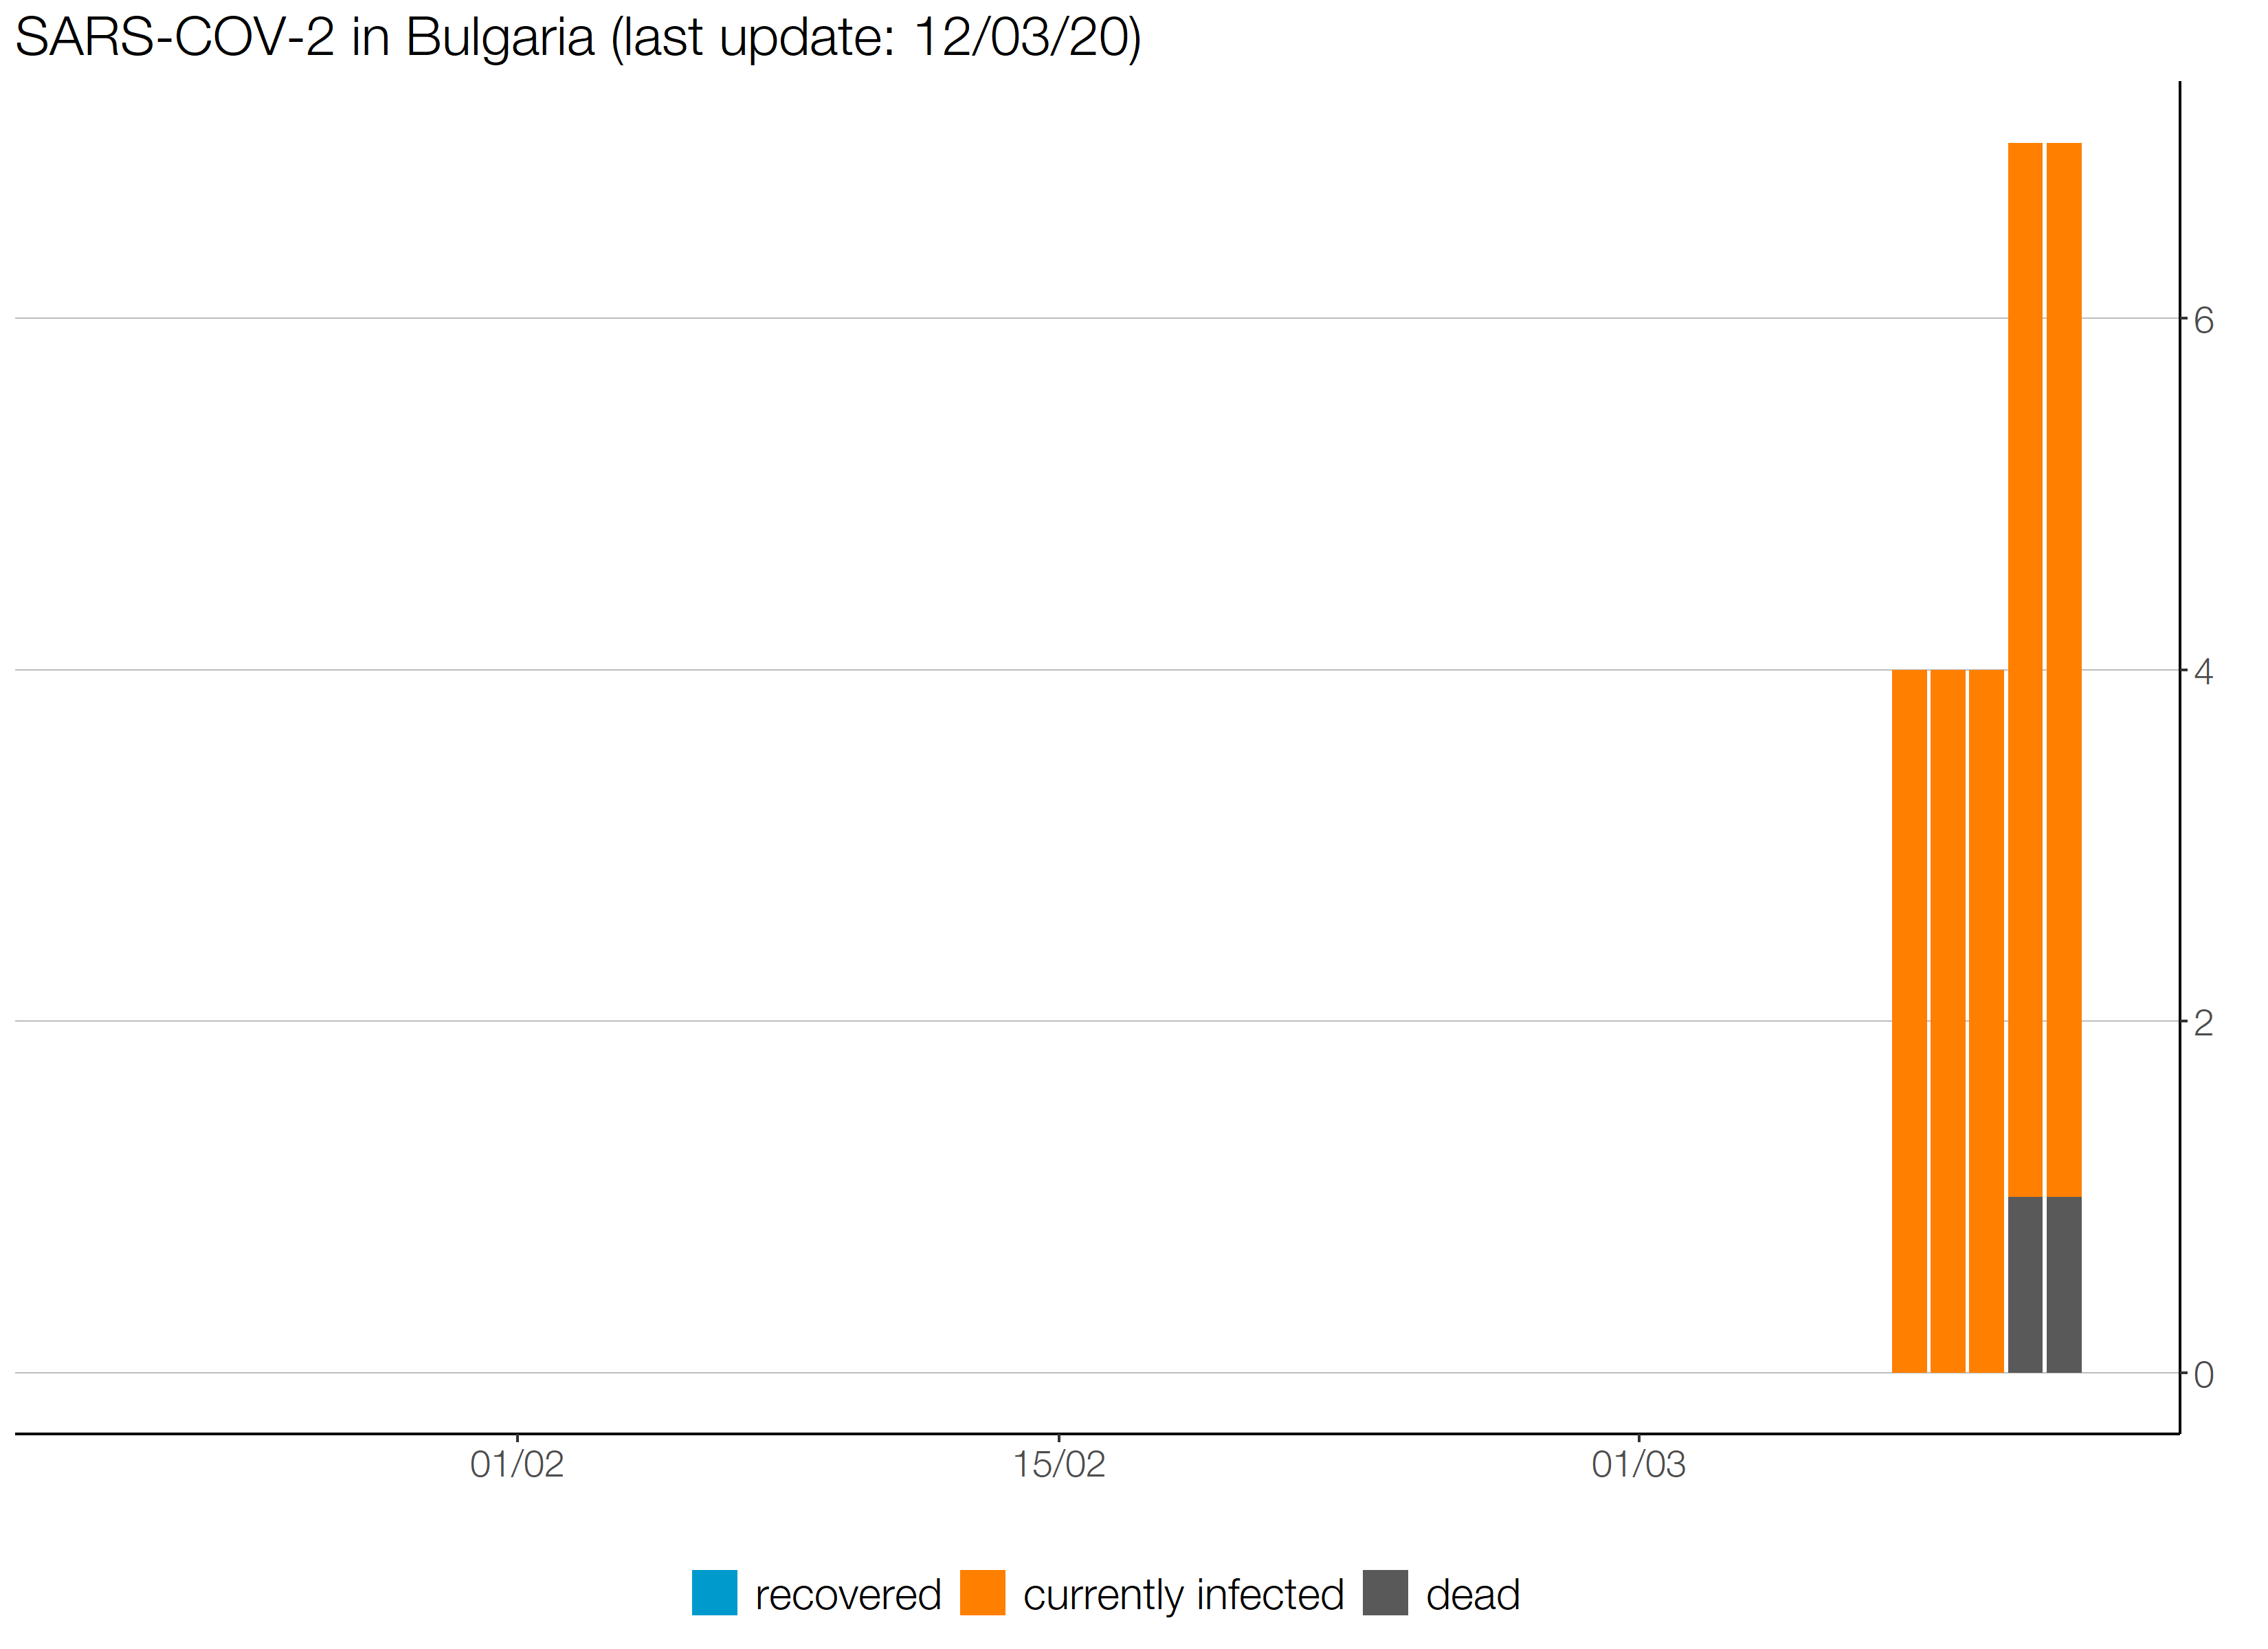 SARS-COV-2 in Bulgaria (last update: 12/03/20)
6
4
2
0
01/02 15/02 01/03
recovered currently infected dead